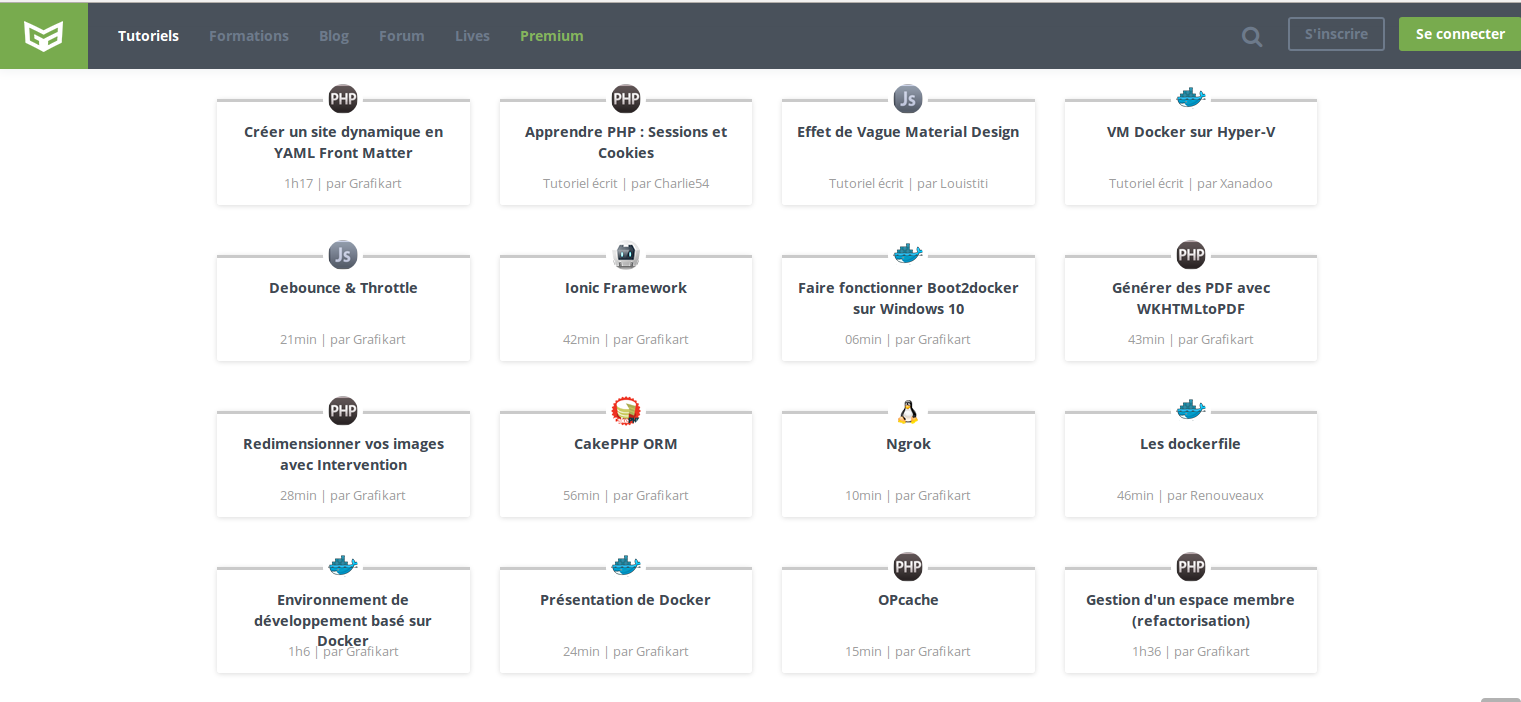 Tutoriels Formations Blog Forum Lives Premium S'inscrire Se connecter
PHP
Créer un site dynamique en
YAML Front Matter
1h17 | par Grafikart
PHP
Apprendre PHP : Sessions et
Cookies
Tutoriel écrit | par Charlie54
Js
Effet de Vague Material Design
Tutoriel écrit | par Louistiti
VM Docker sur Hyper-V
Tutoriel écrit | par Xanadoo
Js
Debounce & Throttle
21min | par Grafikart
Ionic Framework
42min | par Grafikart
Faire fonctionner Boot2docker
sur Windows 10
06min | par Grafikart
PHP
Générer des PDF avec
WKHTMLtoPDF
43min | par Grafikart
PHP
Redimensionner vos images
avec Intervention
28min | par Grafikart
CakePHP ORM
56min | par Grafikart
Ngrok
10min | par Grafikart
Les dockerfile
46min | par Renouveaux
Environnement de
développement basé sur
Docker
1h6 | par Grafikart
Présentation de Docker
24min | par Grafikart
PHP
OPcache
15min | par Grafikart
PHP
Gestion d'un espace membre
(refactorisation)
1h36 | par Grafikart